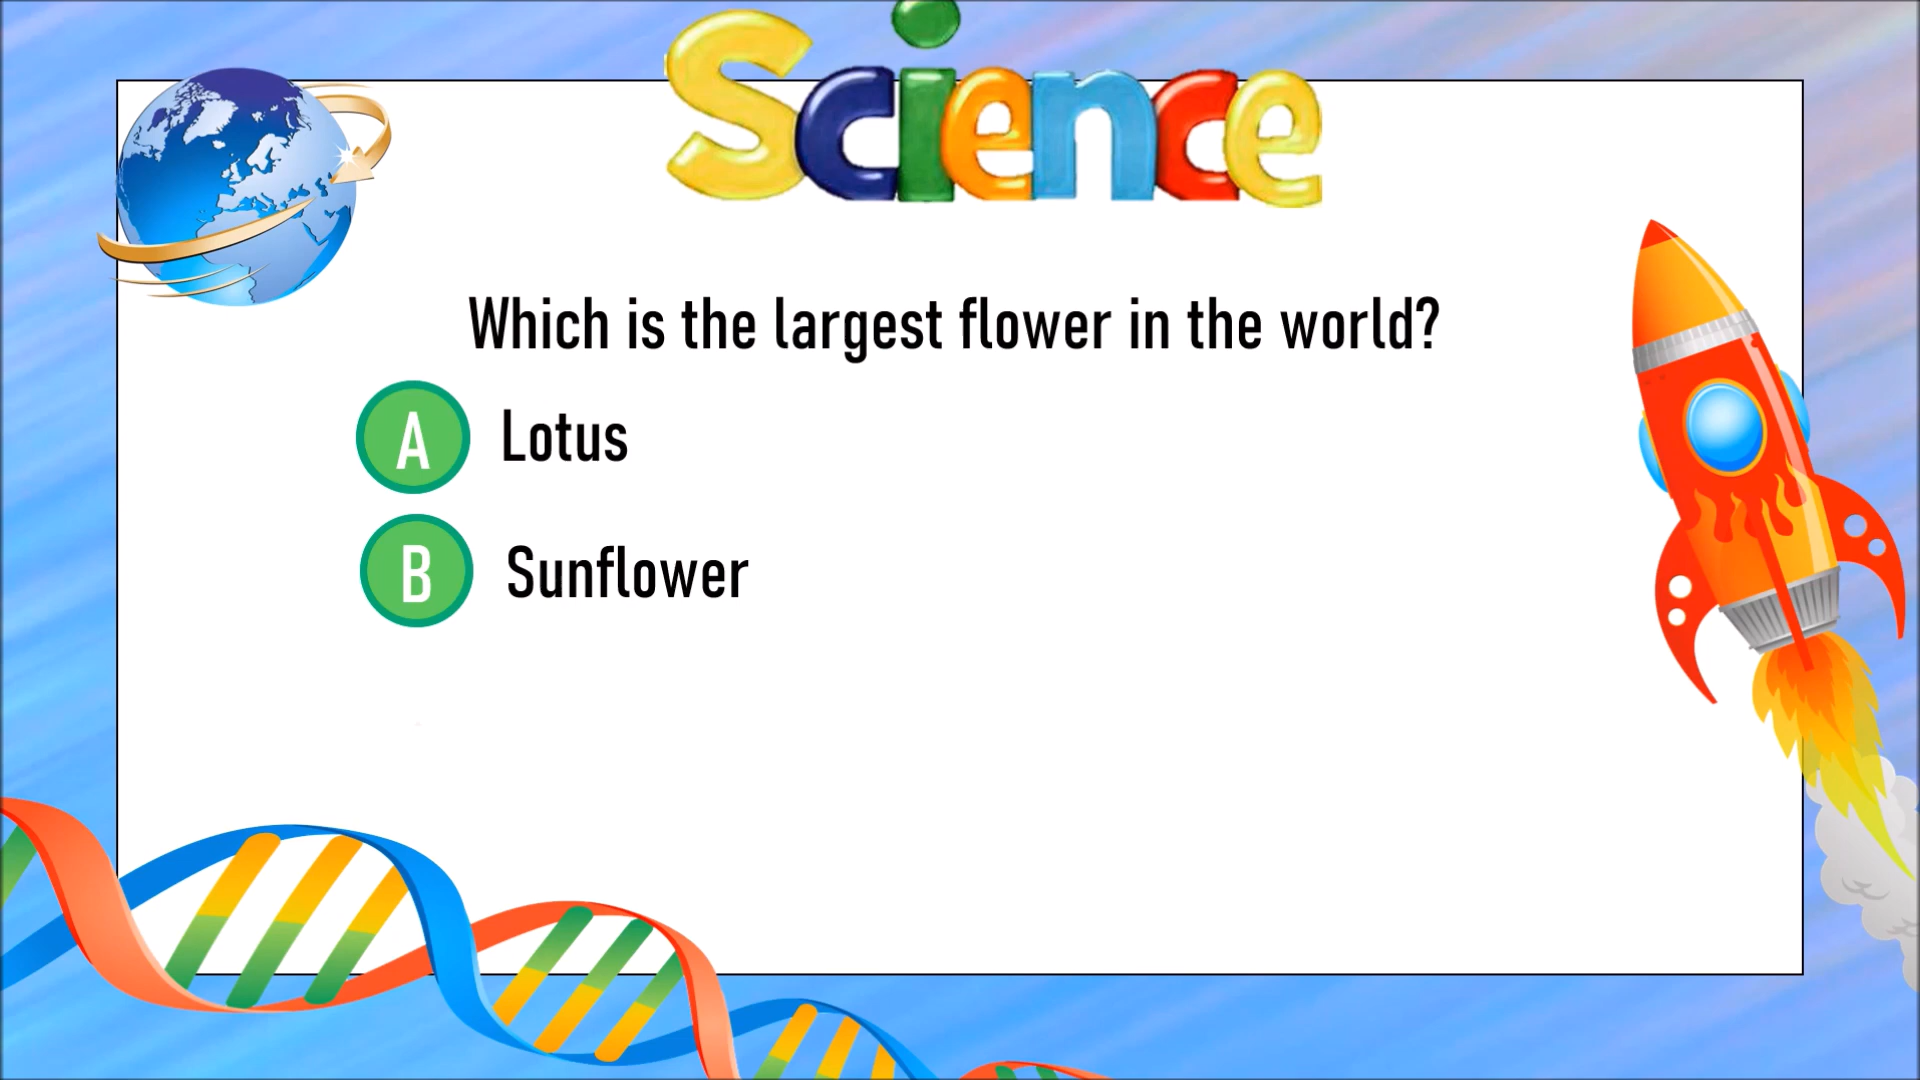 Science
Which is the largest flower in the world?
A Lotus
B Sunflower